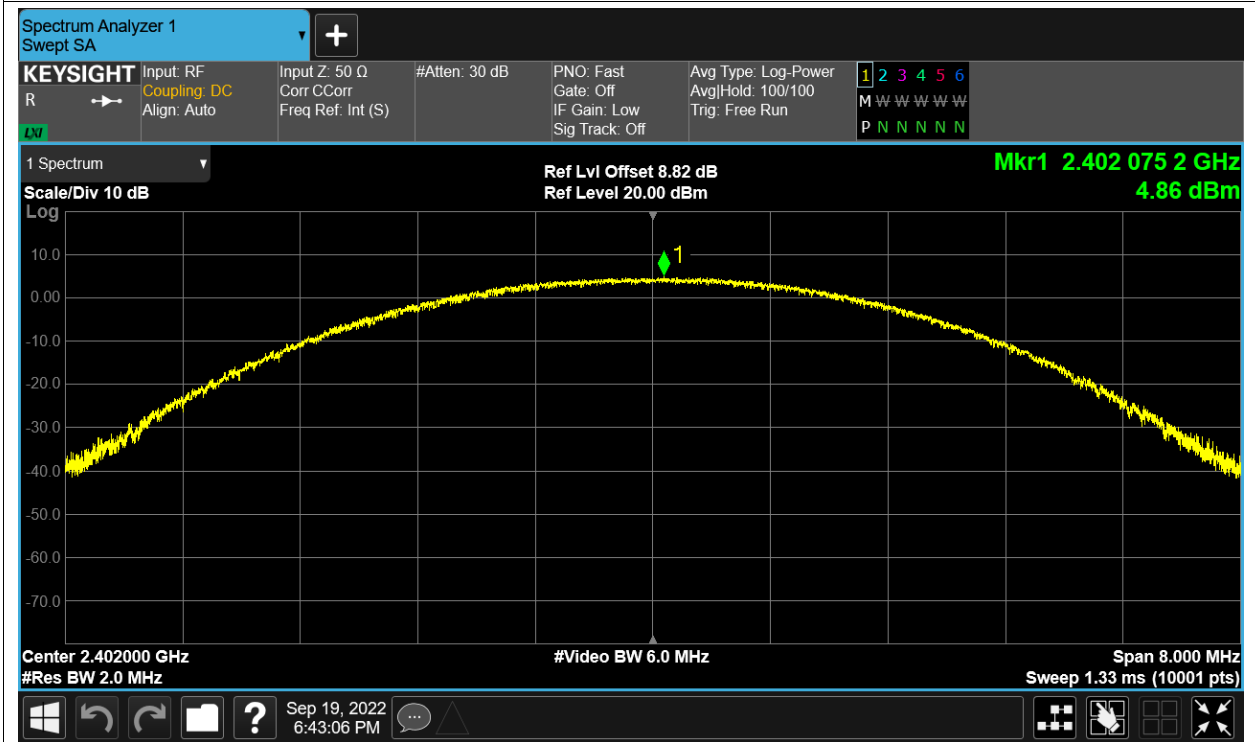 Spectrum Analyzer 1
Swept SA
+
KEYSIGHT
R
LXI
Input: RF
Coupling: DC
Align: Auto
Input Z: 50 Ω
Corr CCorr
Freq Ref: Int (S)
#Atten: 30 dB
PNO: Fast
Gate: Off
IF Gain: Low
Sig Track: Off
Avg Type: Log-Power
Avg|Hold: 100/100
Trig: Free Run
1 2 3 4 5 6
M W W W W W
P N N N N N
1 Spectrum
Scale/Div 10 dB
Log
Ref Lvl Offset 8.82 dB
Ref Level 20.00 dBm
Mkr1 2.402 075 2 GHz
4.86 dBm
1
10.0
0.00
-10.0
-20.0
-30.0
-40.0
-50.0
-60.0
-70.0
Center 2.402000 GHz
#Video BW 6.0 MHz
Span 8.000 MHz
#Res BW 2.0 MHz
Sweep 1.33 ms (10001 pts)
?
Sep 19, 2022
6:43:06 PM